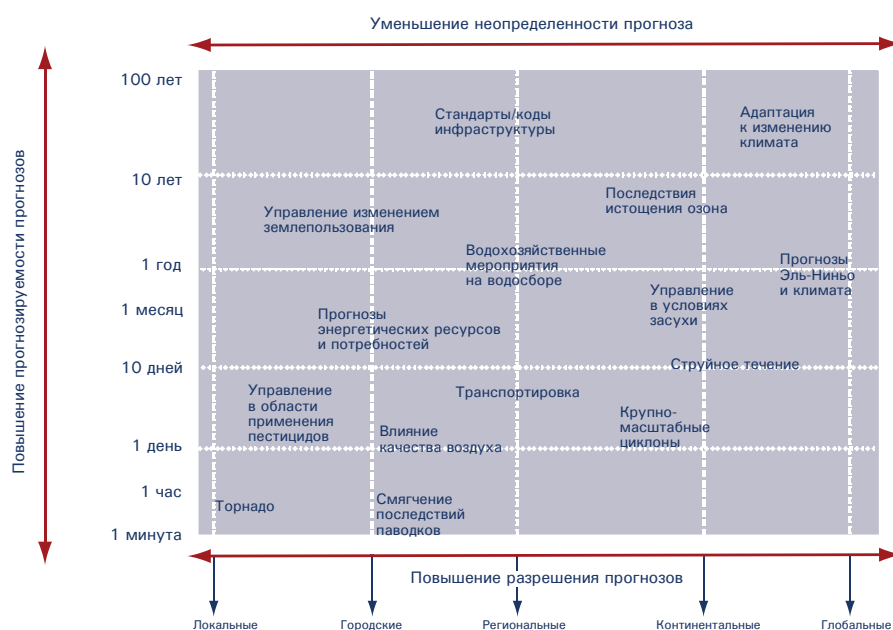 Уменьшение неопределенности прогноза
Повышение прогнозируемости прогнозов
100 лет
10 лет
1 год
1 месяц
10 дней
1 день
1 час
1 минута
Стандарты/коды
инфраструктуры
Адаптация
к изменению
климата
Последствия
истощения озона
Управление изменением
землепользования
Водохозяйственные
мероприятия
на водосборе
Прогнозы
Эль-Ниньо
и климата
Управление
в условиях
засухи
Прогнозы
энергетических ресурсов
и потребностей
Струйное течение
Управление
в области
применения
пестицидов
Транспортировка
Крупно-
масштабные
циклоны
Влияние
качества воздуха
Торнадо
Смягчение
последствий
паводков
Повышение разрешения прогнозов
Локальные
Городские
Региональные
Континентальные
Глобальные